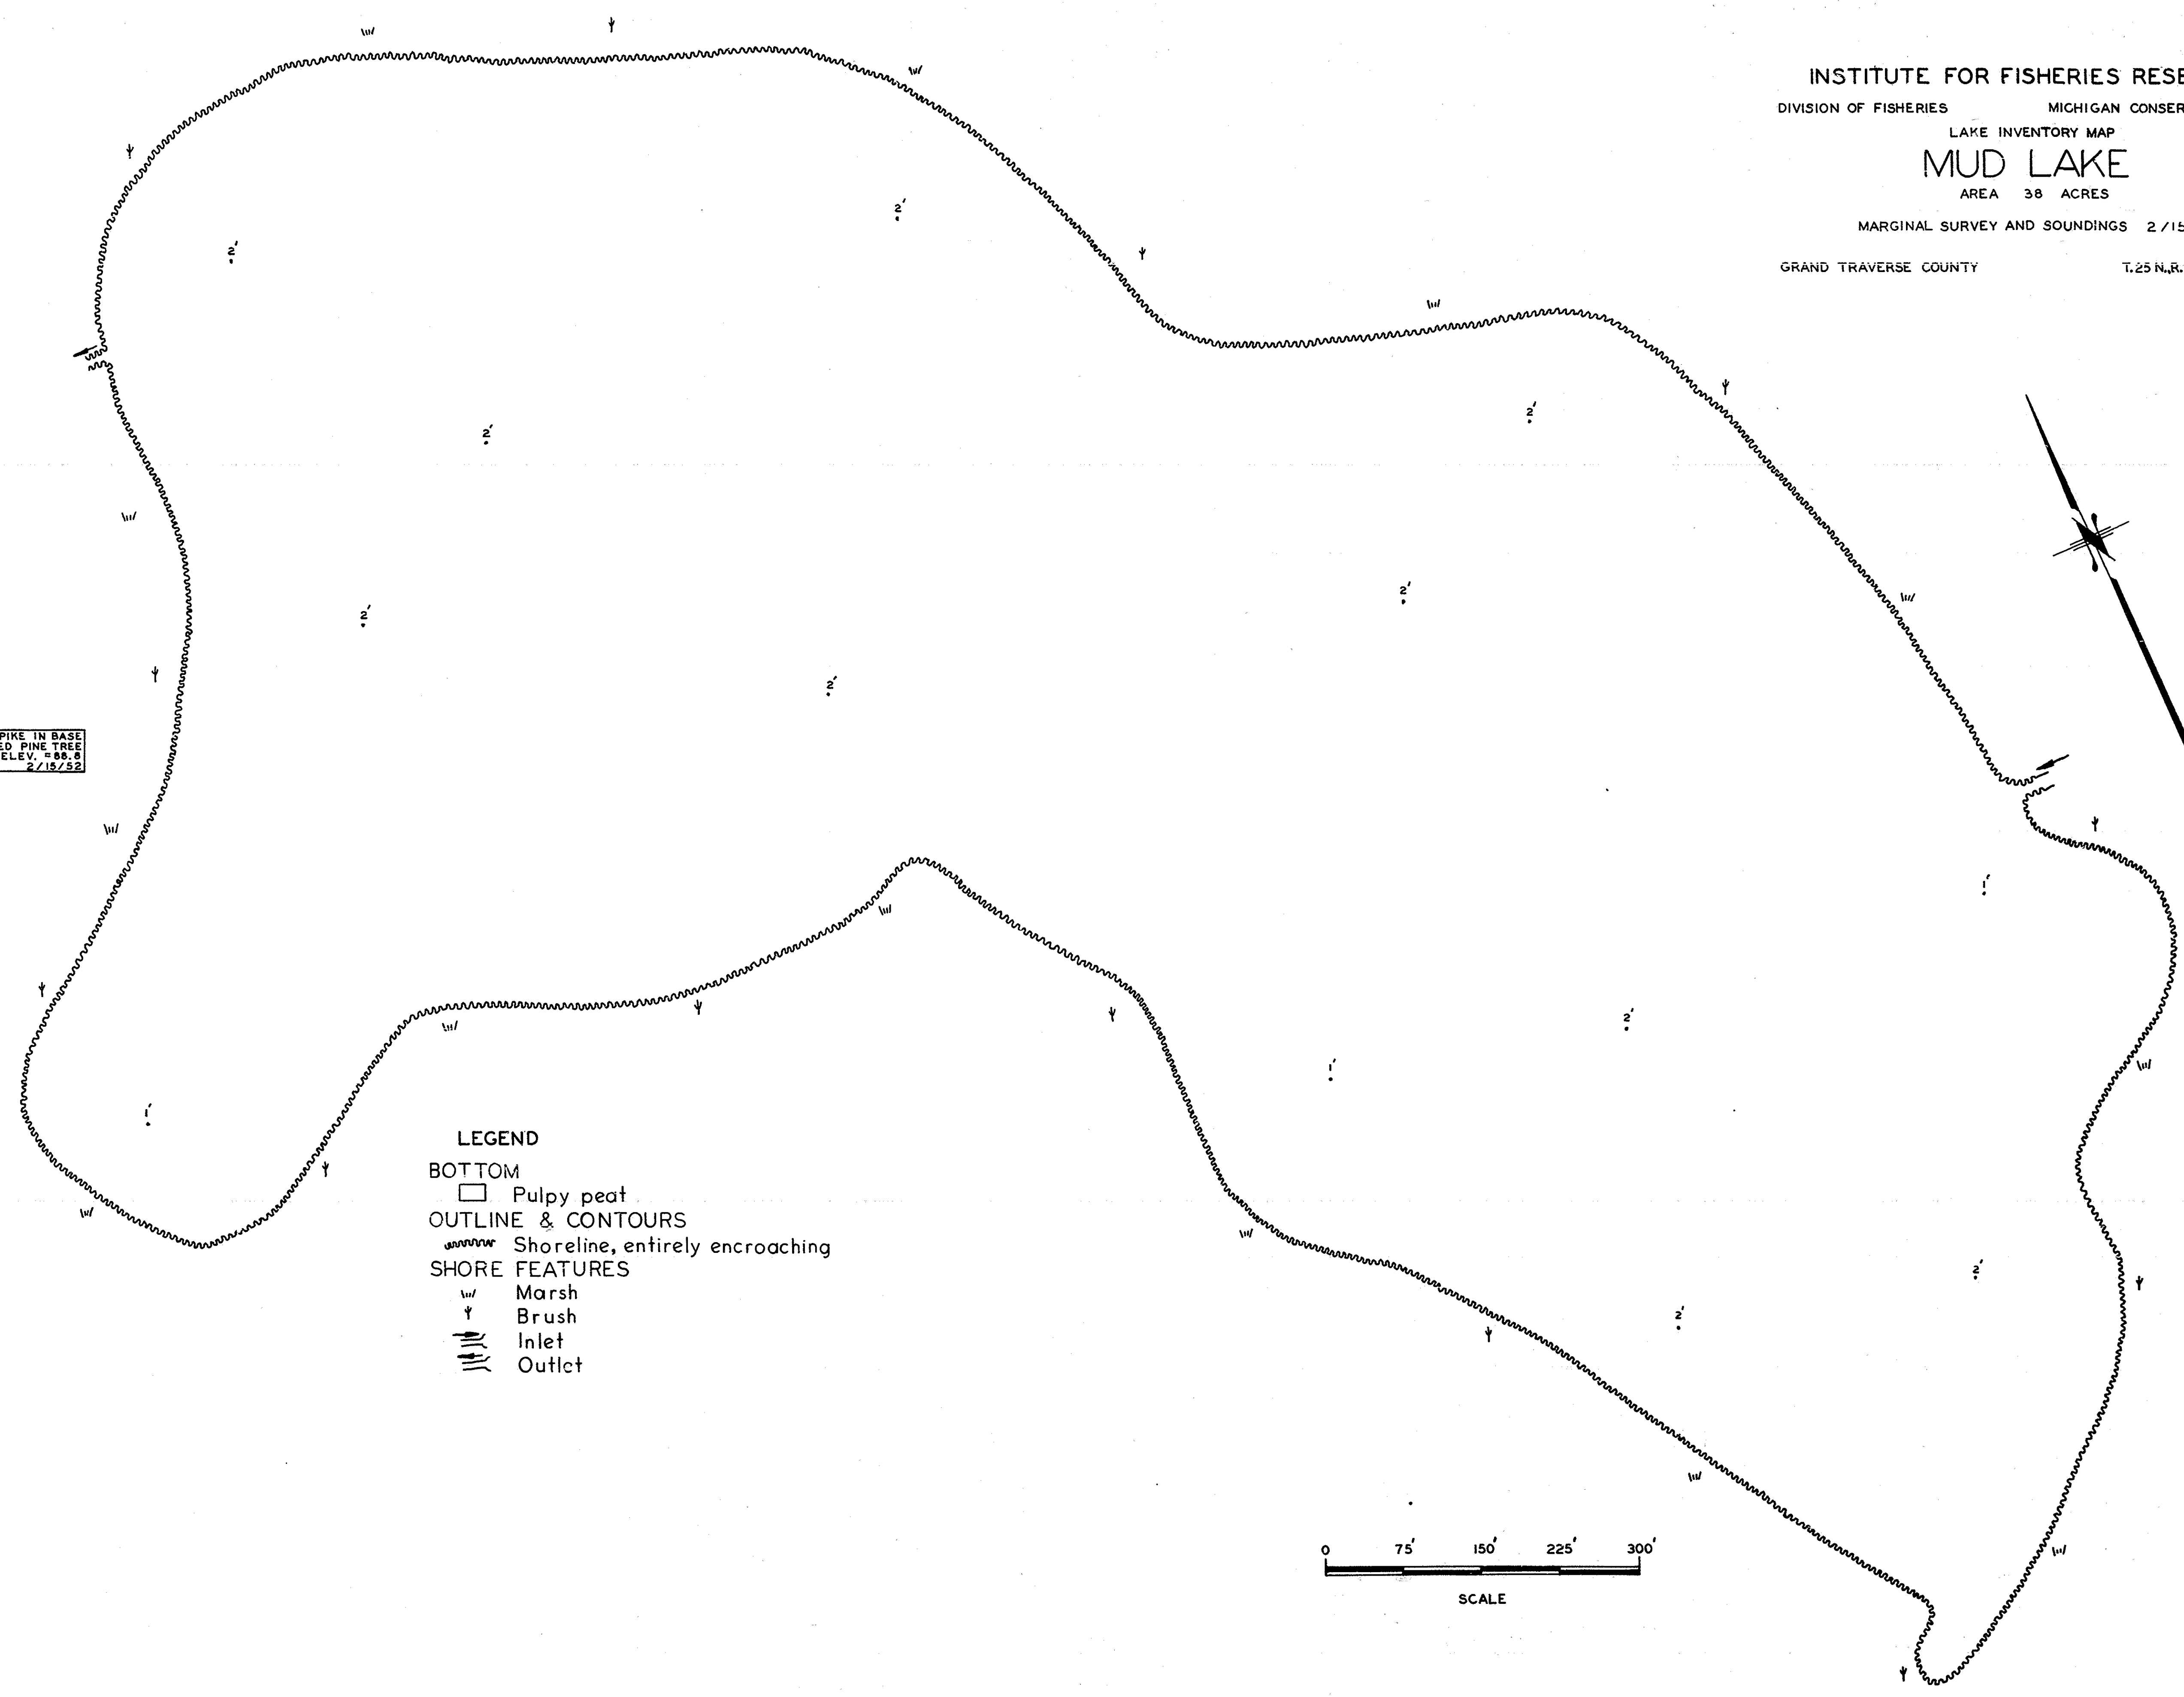 INSTITUTE FOR FISHERIES RESE
DIVISION OF FISHERIES MICHIGAN CONSER
LAKE INVENTORY MAP
MUD LAKE
AREA 38 ACRES
MARGINAL SURVEY AND SOUNDINGS 2/15
GRAND TRAVERSE COUNTY T.25 N.,R.
2'
2'
2'
2'
2'
2'
2'
PIKE IN BASE
ED PINE TREE
ELEV. = 88.8
2/15/52
1'
2'
1'
1'
2'
2'
LEGEND
BOTTOM
Pulpy peat
OUTLINE & CONTOURS
Shoreline, entirely encroaching
SHORE FEATURES
Marsh
Brush
Inlet
Outlet
0 75' 150' 225' 300'
SCALE